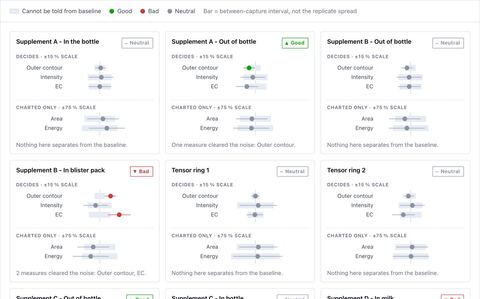 Cannot be told from baseline Good Bad Neutral Bar = between-capture interval, not the replicate spread
Supplement A - In the bottle – Neutral
DECIDES · ±15 % SCALE
Outer contour
Intensity
EC
CHARTED ONLY · ±75 % SCALE
Area
Energy
Nothing here separates from the baseline.
Supplement A - Out of bottle ▲ Good
DECIDES · ±15 % SCALE
Outer contour
Intensity
EC
CHARTED ONLY · ±75 % SCALE
Area
Energy
One measure cleared the noise: Outer contour.
Supplement B - Out of bottle – Neutral
DECIDES · ±15 % SCALE
Outer contour
Intensity
EC
CHARTED ONLY · ±75 % SCALE
Area
Energy
Nothing here separates from the baseline.
Supplement B - In blister pack ▼ Bad
DECIDES · ±15 % SCALE
Outer contour
Intensity
EC
CHARTED ONLY · ±75 % SCALE
Area
Energy
2 measures cleared the noise: Outer contour, EC.
Tensor ring 1 – Neutral
DECIDES · ±15 % SCALE
Outer contour
Intensity
EC
CHARTED ONLY · ±75 % SCALE
Area
Energy
Nothing here separates from the baseline.
Tensor ring 2 – Neutral
DECIDES · ±15 % SCALE
Outer contour
Intensity
EC
CHARTED ONLY · ±75 % SCALE
Area
Energy
Nothing here separates from the baseline.
Supplement C - Out of bottle
Supplement C - In bottle
Supplement D - In milk